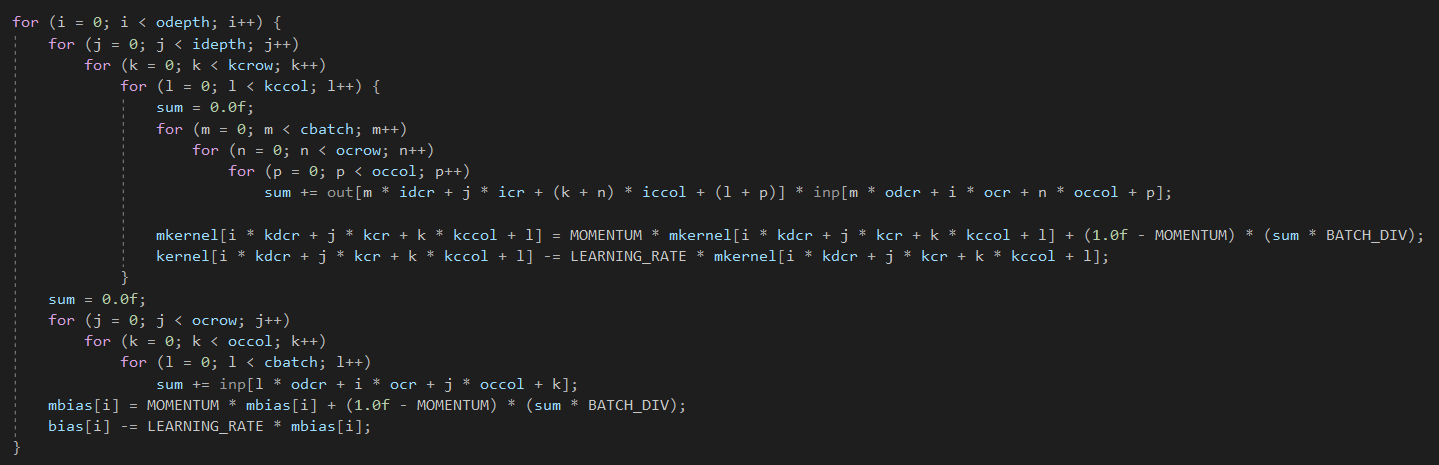 for (i = 0; i < odepth; i++) {
    for (j = 0; j < idepth; j++)
        for (k = 0; k < kcrow; k++)
            for (l = 0; l < kccol; l++) {
                sum = 0.0f;
                for (m = 0; m < cbatch; m++)
                    for (n = 0; n < ocrow; n++)
                        for (p = 0; p < occol; p++)
                            sum += out[m * idcr + j * icr + (k + n) * iccol + (l + p)] * inp[m * odcr + i * ocr + n * occol + p];

                mkernel[i * kdcr + j * kcr + k * kccol + l] = MOMENTUM * mkernel[i * kdcr + j * kcr + k * kccol + l] + (1.0f - MOMENTUM) * (sum * BATCH_DIV);
                kernel[i * kdcr + j * kcr + k * kccol + l] -= LEARNING_RATE * mkernel[i * kdcr + j * kcr + k * kccol + l];
            }
    sum = 0.0f;
    for (j = 0; j < ocrow; j++)
        for (k = 0; k < occol; k++)
            for (l = 0; l < cbatch; l++)
                sum += inp[l * odcr + i * ocr + j * occol + k];
    mbias[i] = MOMENTUM * mbias[i] + (1.0f - MOMENTUM) * (sum * BATCH_DIV);
    bias[i] -= LEARNING_RATE * mbias[i];
}